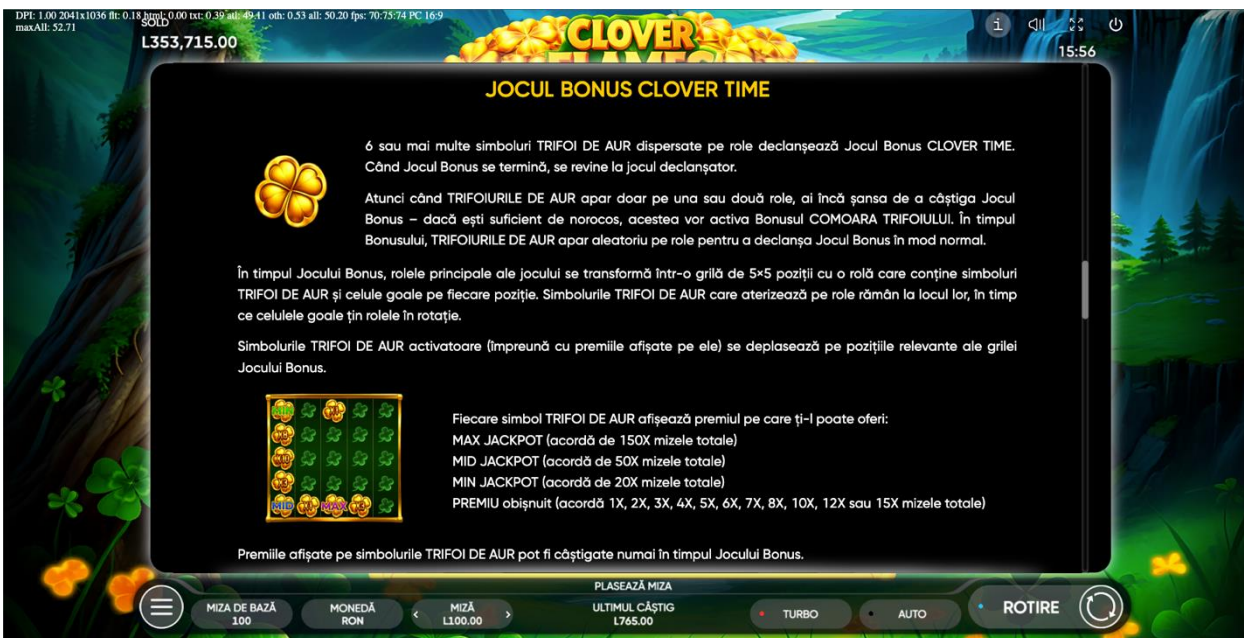 DPI: 1.00 2041x1036 flt: 0.18 html: 0.00 txt: 0.39 atl: 49.41 oth: 0.53 all: 50.20 fps: 70:75:74 PC 16:9
maxAll: 52.71
SOLD
L353,715.00
CLOVER
15:56
JOCUL BONUS CLOVER TIME
6 sau mai multe simboluri TRIFOI DE AUR dispersate pe role declanșează Jocul Bonus CLOVER TIME.
Când Jocul Bonus se termină, se revine la jocul declanșator.
Atunci când TRIFOIURILE DE AUR apar doar pe una sau două role, ai încă șansa de a câștiga Jocul
Bonus – dacă ești suficient de norocos, acestea vor activa Bonusul COMOARA TRIFOIULUI. În timpul
Bonusului, TRIFOIURILE DE AUR apar aleatoriu pe role pentru a declanșa Jocul Bonus în mod normal.
În timpul Jocului Bonus, rolele principale ale jocului se transformă într-o grilă de 5×5 poziții cu o rolă care conține simboluri
TRIFOI DE AUR și celule goale pe fiecare poziție. Simbolurile TRIFOI DE AUR care aterizează pe role rămân la locul lor, în timp
ce celulele goale țin rolele în rotație.
Simbolurile TRIFOI DE AUR activatoare (împreună cu premiile afișate pe ele) se deplasează pe pozițiile relevante ale grilei
Jocului Bonus.
MIN
MID MAX
Fiecare simbol TRIFOI DE AUR afișează premiul pe care ți-l poate oferi:
MAX JACKPOT (acordă de 150X mizele totale)
MID JACKPOT (acordă de 50X mizele totale)
MIN JACKPOT (acordă de 20X mizele totale)
PREMIU obișnuit (acordă 1X, 2X, 3X, 4X, 5X, 6X, 7X, 8X, 10X, 12X sau 15X mizele totale)
Premiile afișate pe simbolurile TRIFOI DE AUR pot fi câștigate numai în timpul Jocului Bonus.
PLASEAZĂ MIZA
MIZA DE BAZĂ
100
MONEDĂ
RON
MIZĂ
L100.00
ULTIMUL CÂȘTIG
L765.00
TURBO
AUTO
ROTIRE